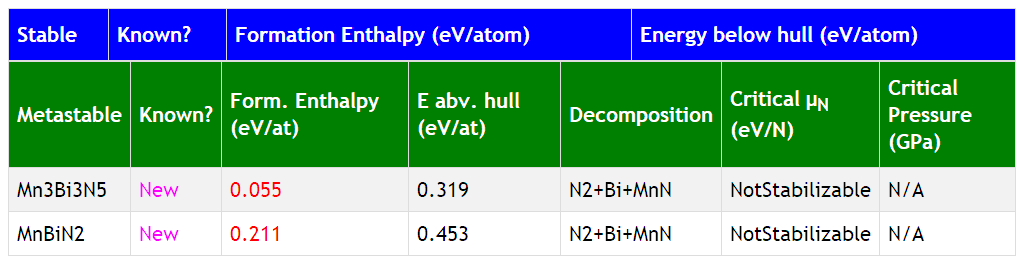 Stable Known? Formation Enthalpy (eV/atom) Energy below hull (eV/atom)
Metastable Known? Form. Enthalpy (eV/at) E abv. hull (eV/at) Decomposition Critical μN (eV/N) Critical Pressure (GPa)
Mn3Bi3N5 New 0.055 0.319 N2+Bi+MnN NotStabilizable N/A
MnBiN2 New 0.211 0.453 N2+Bi+MnN NotStabilizable N/A